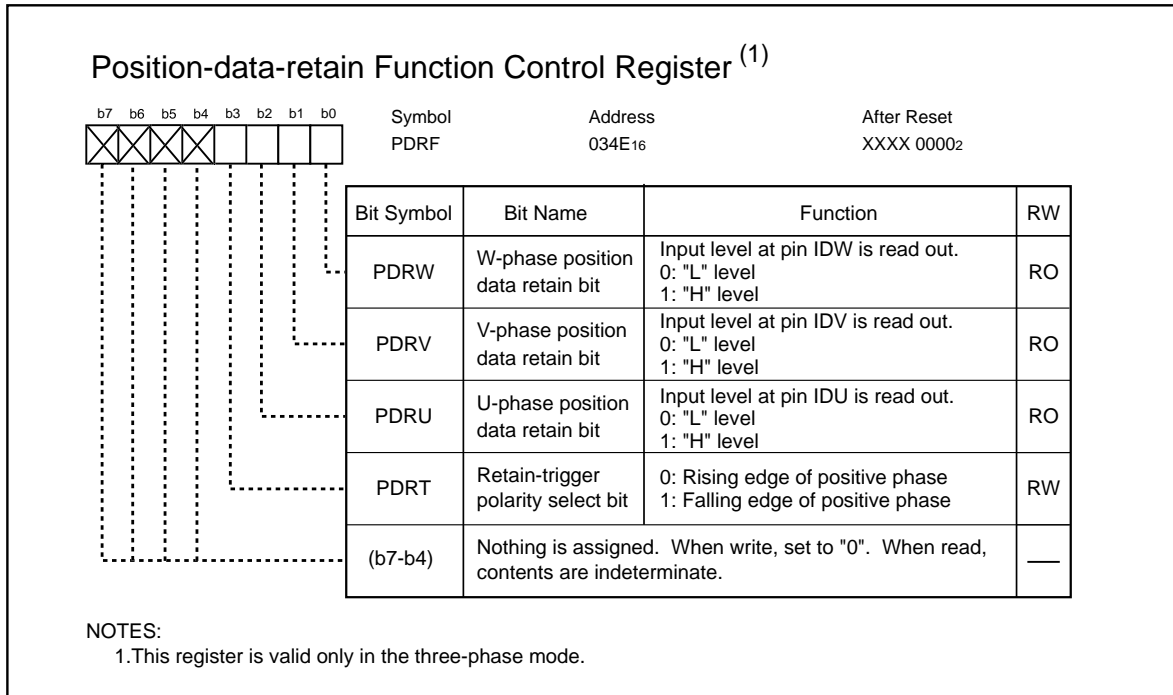 Position-data-retain Function Control Register (1)
b7 b6 b5 b4 b3 b2 b1 b0
Symbol Address After Reset
PDRF 034E16 XXXX 00002
Bit Symbol Bit Name Function RW
PDRW W-phase position data retain bit Input level at pin IDW is read out. RO
0: "L" level
1: "H" level
PDRV V-phase position data retain bit Input level at pin IDV is read out. RO
0: "L" level
1: "H" level
PDRU U-phase position data retain bit Input level at pin IDU is read out. RO
0: "L" level
1: "H" level
PDRT Retain-trigger polarity select bit 0: Rising edge of positive phase RW
1: Falling edge of positive phase
(b7-b4) Nothing is assigned. When write, set to "0". When read,
contents are indeterminate.
NOTES:
1.This register is valid only in the three-phase mode.